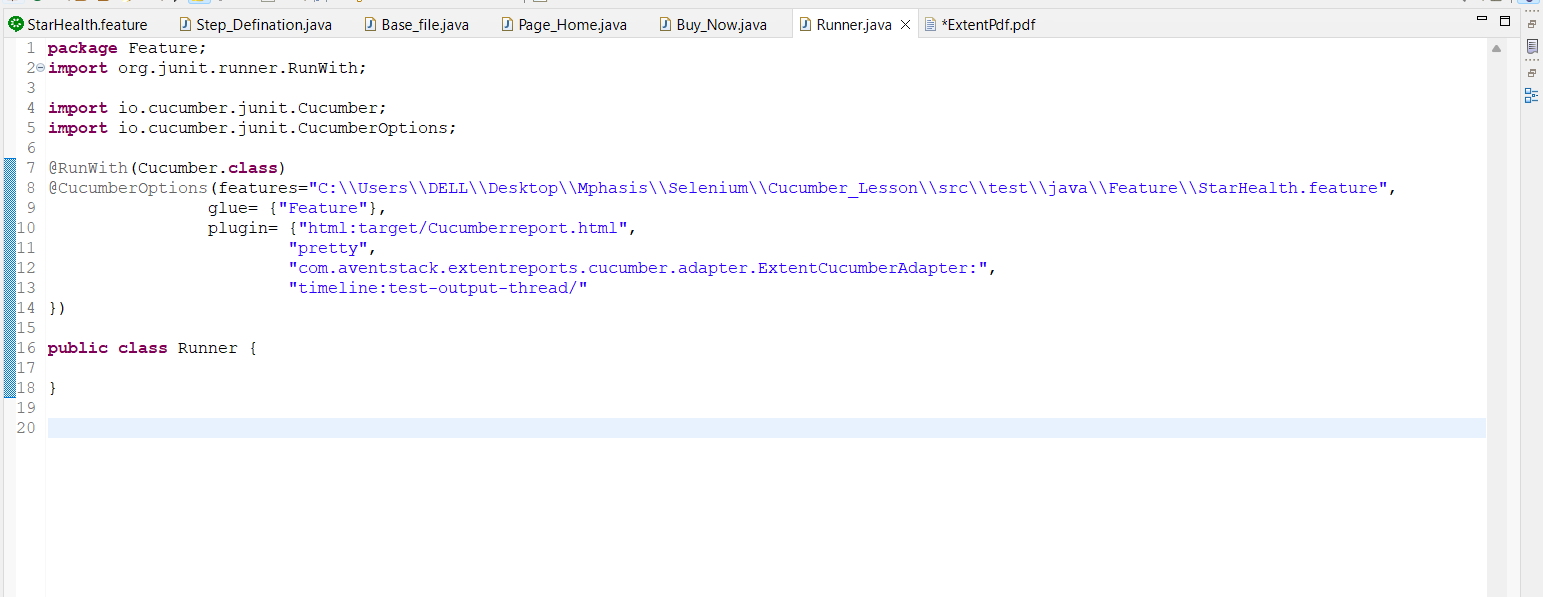 StarHealth.feature Step_Defination.java Base_file.java Page_Home.java Buy_Now.java Runner.java *ExtentPdf.pdf
1 package Feature;
2 import org.junit.runner.RunWith;
3
4 import io.cucumber.junit.Cucumber;
5 import io.cucumber.junit.CucumberOptions;
6
7 @RunWith(Cucumber.class)
8 @CucumberOptions(features="C:\\Users\\DELL\\Desktop\\Mphasis\\Selenium\\Cucumber_Lesson\\src\\test\\java\\Feature\\StarHealth.feature",
9 glue= {"Feature"},
10 plugin= {"html:target/Cucumberreport.html",
11 "pretty",
12 "com.aventstack.extentreports.cucumber.adapter.ExtentCucumberAdapter:",
13 "timeline:test-output-thread/"
14 })
15
16 public class Runner {
17
18 }
19
20